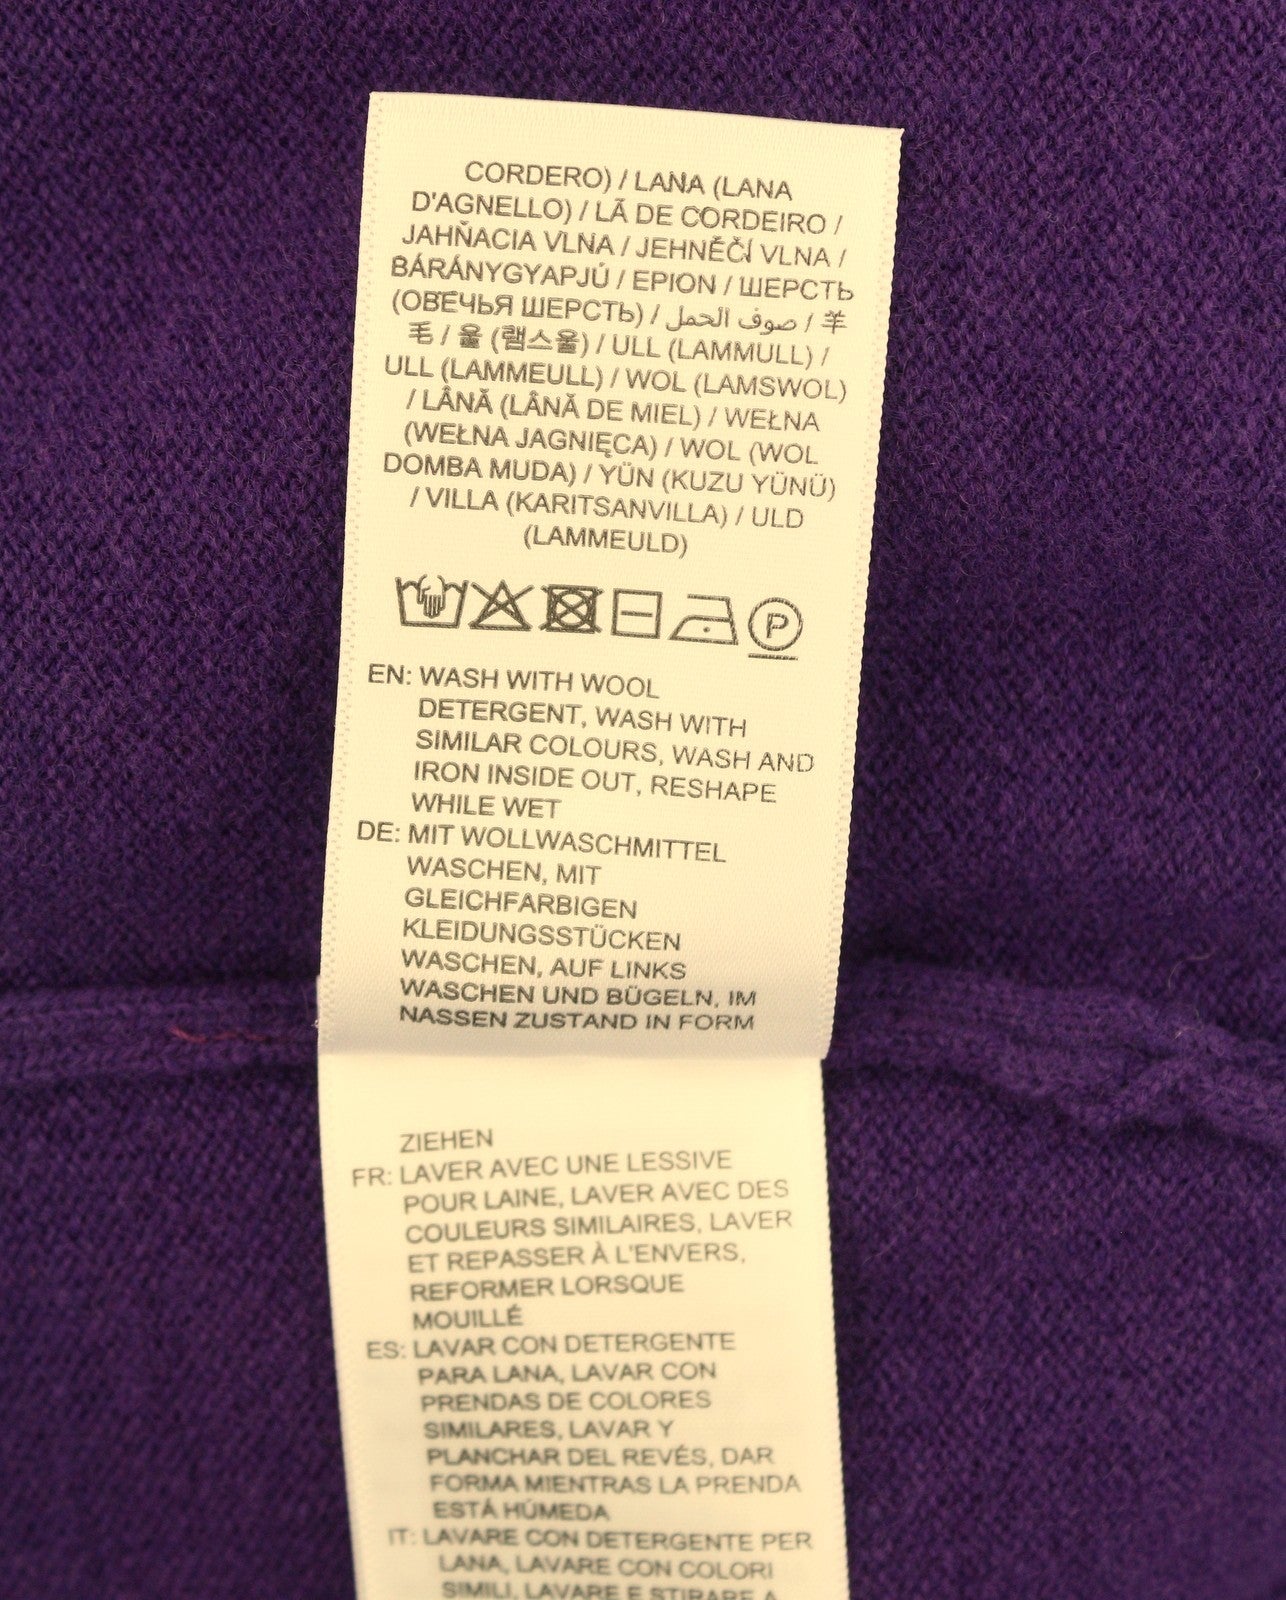 CORDERO) / LANA (LANA
D'AGNELLO) / LÃ DE CORDEIRO /
JAHŇACIA VLNA / JEHNĚČÍ VLNA /
BÁRÁNYGYAPJÚ / EPION / ШЕРСТЬ
(ОВЕЧЬЯ ШЕРСТЬ) / صوف الحمل / 羊
毛 / 울 (램스울) / ULL (LAMMULL) /
ULL (LAMMEULL) / WOL (LAMSWOL)
/ LÂNĂ (LÂNĂ DE MIEL) / WEŁNA
(WEŁNA JAGNIĘCA) / WOL (WOL
DOMBA MUDA) / YÜN (KUZU YÜNÜ)
/ VILLA (KARITSANVILLA) / ULD
(LAMMEULD)
P
EN: WASH WITH WOOL
DETERGENT, WASH WITH
SIMILAR COLOURS, WASH AND
IRON INSIDE OUT, RESHAPE
WHILE WET
DE: MIT WOLLWASCHMITTEL
WASCHEN, MIT
GLEICHFARBIGEN
KLEIDUNGSSTÜCKEN
WASCHEN, AUF LINKS
WASCHEN UND BÜGELN, IM
NASSEN ZUSTAND IN FORM
ZIEHEN
FR: LAVER AVEC UNE LESSIVE
POUR LAINE, LAVER AVEC DES
COULEURS SIMILAIRES, LAVER
ET REPASSER À L'ENVERS,
REFORMER LORSQUE
MOUILLÉ
ES: LAVAR CON DETERGENTE
PARA LANA, LAVAR CON
PRENDAS DE COLORES
SIMILARES, LAVAR Y
PLANCHAR DEL REVÉS, DAR
FORMA MIENTRAS LA PRENDA
ESTÁ HÚMEDA
IT: LAVARE CON DETERGENTE PER
LANA, LAVARE CON COLORI
SIMILI, LAVARE E STIRARE A